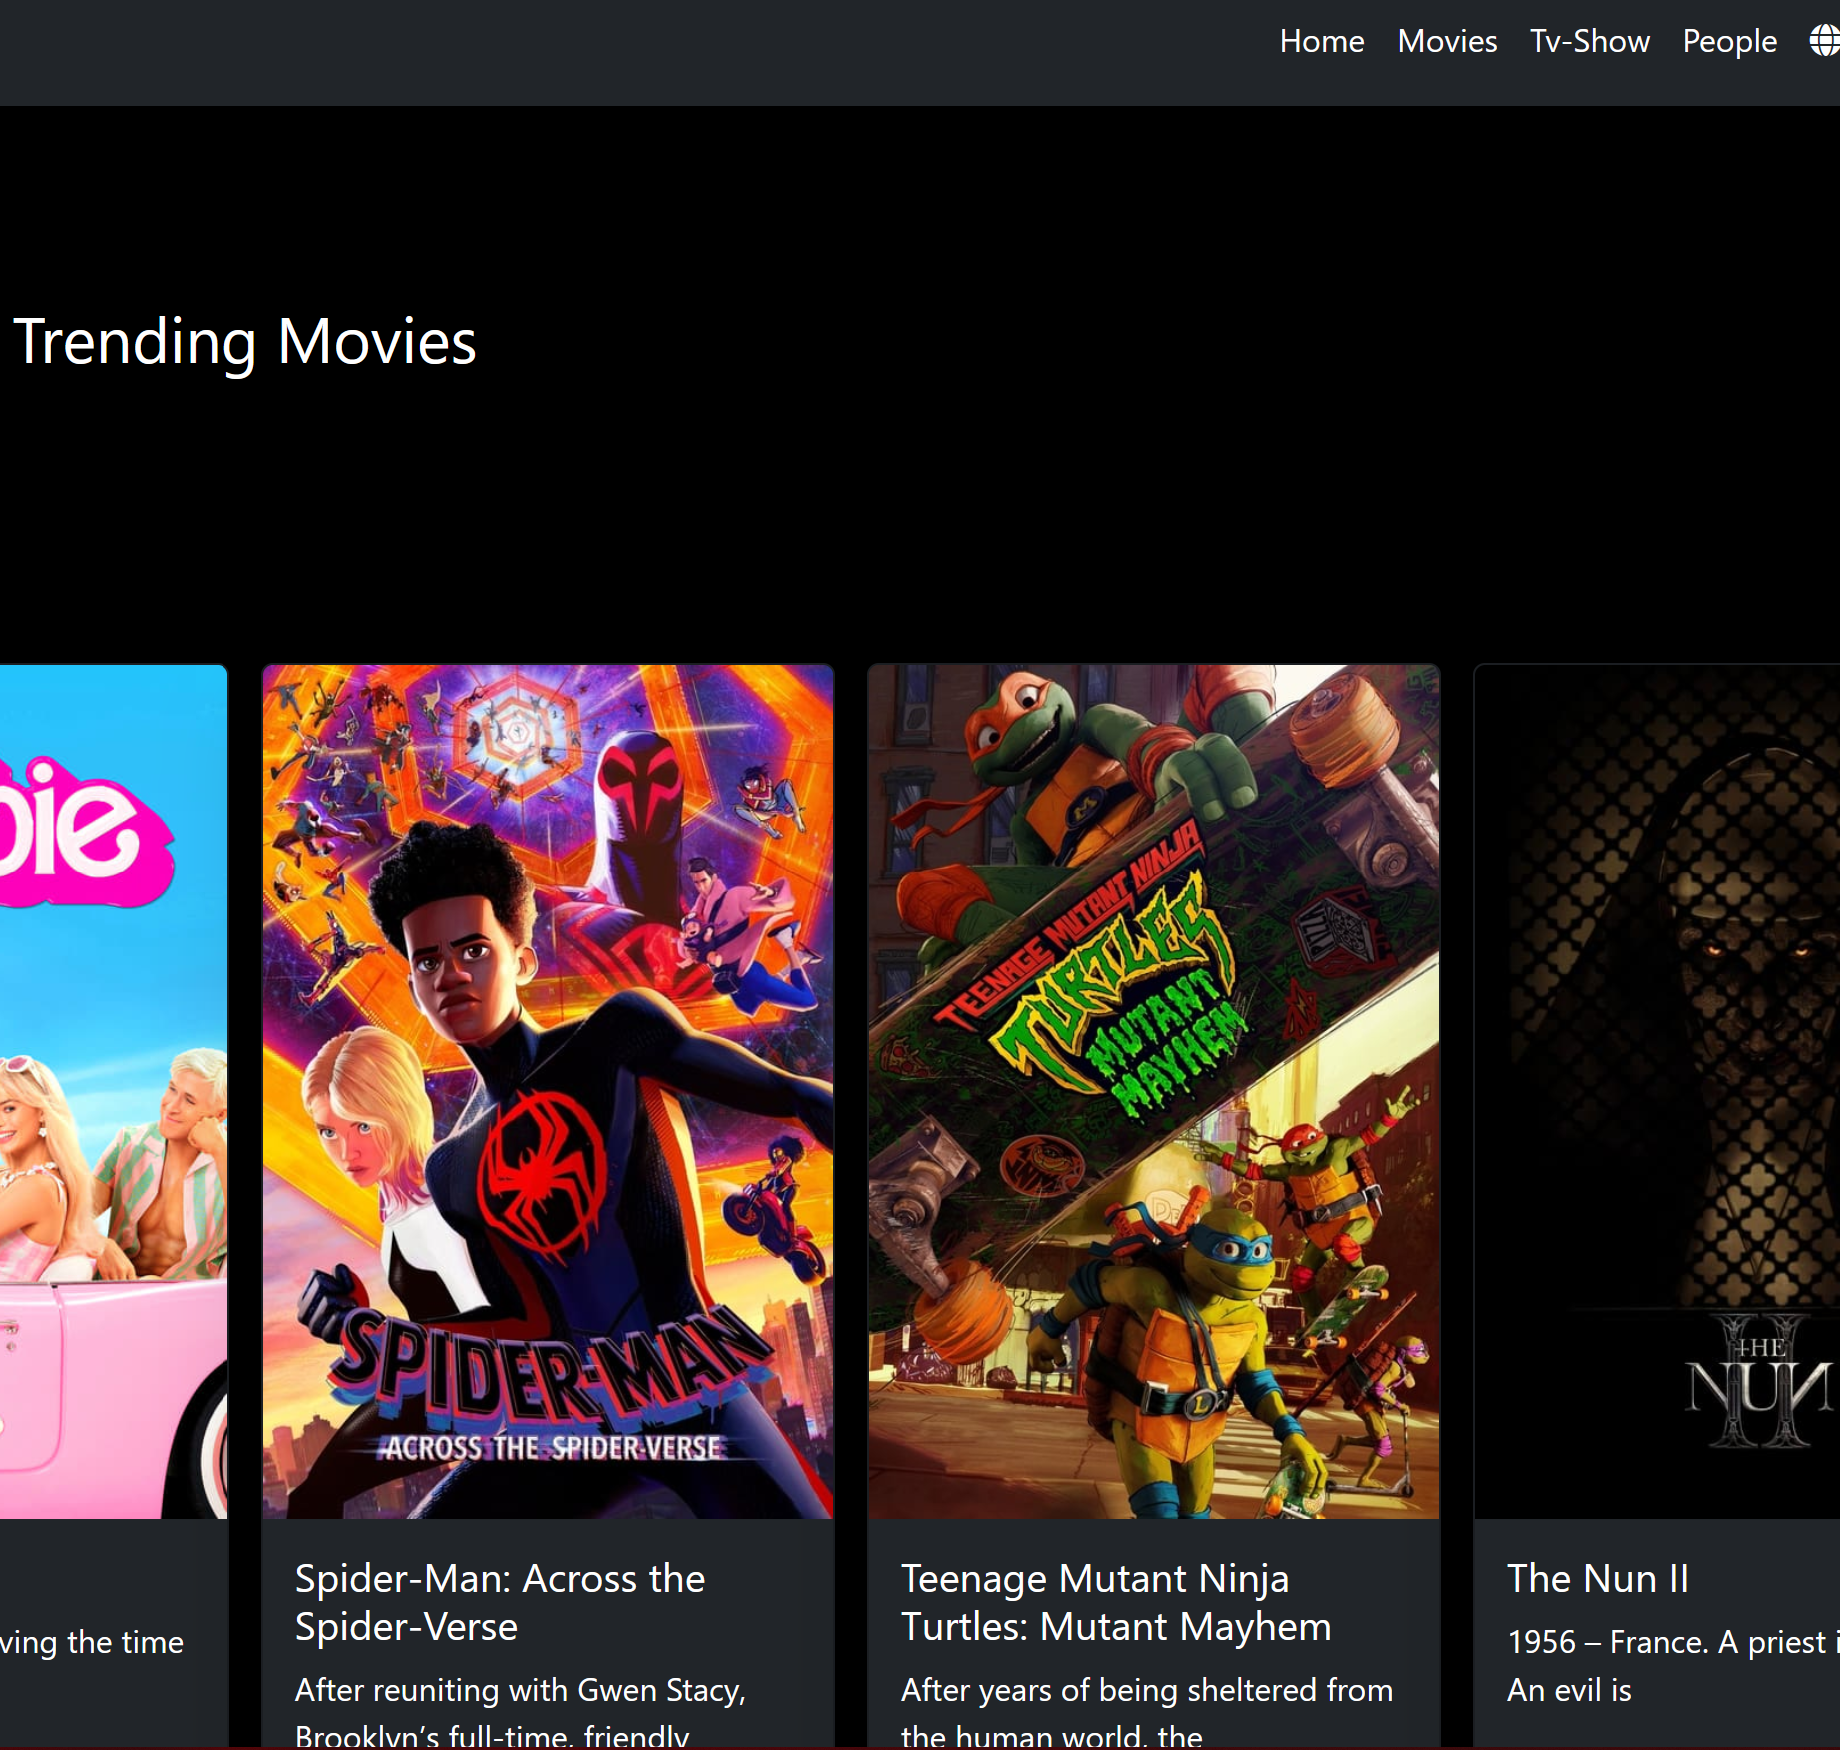 Home Movies Tv-Show People
Trending Movies
bie
TEENAGE MUTANT NINJA
TURTLES
MUTANT
MAYHEM
SPIDER-MAN
ACROSS THE SPIDER-VERSE
THE
NUN
II
Spider-Man: Across the
Spider-Verse
After reuniting with Gwen Stacy,
Brooklyn’s full-time, friendly
Teenage Mutant Ninja
Turtles: Mutant Mayhem
After years of being sheltered from
the human world, the
The Nun II
1956 – France. A priest i
An evil is
ving the time